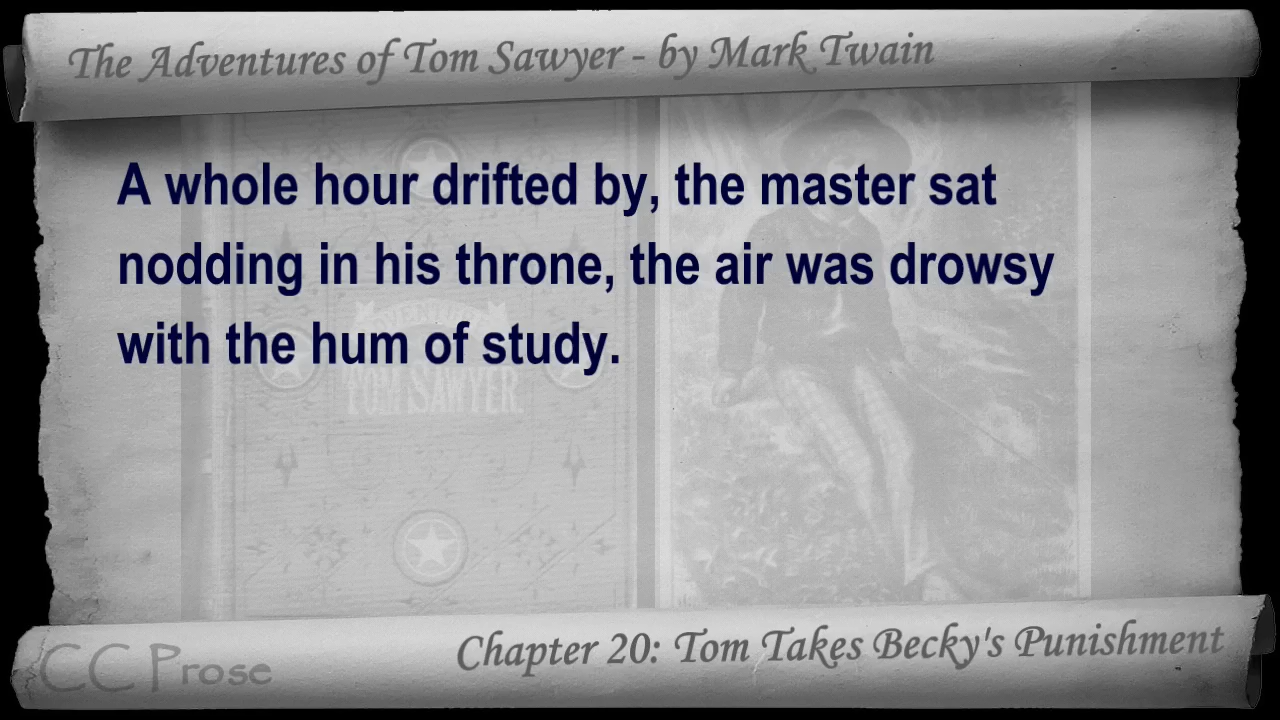 The Adventures of Tom Sawyer - by Mark Twain
A whole hour drifted by, the master sat
nodding in his throne, the air was drowsy
with the hum of study.
TOM SAWYER.
Chapter 20: Tom Takes Becky's Punishment
CC Prose